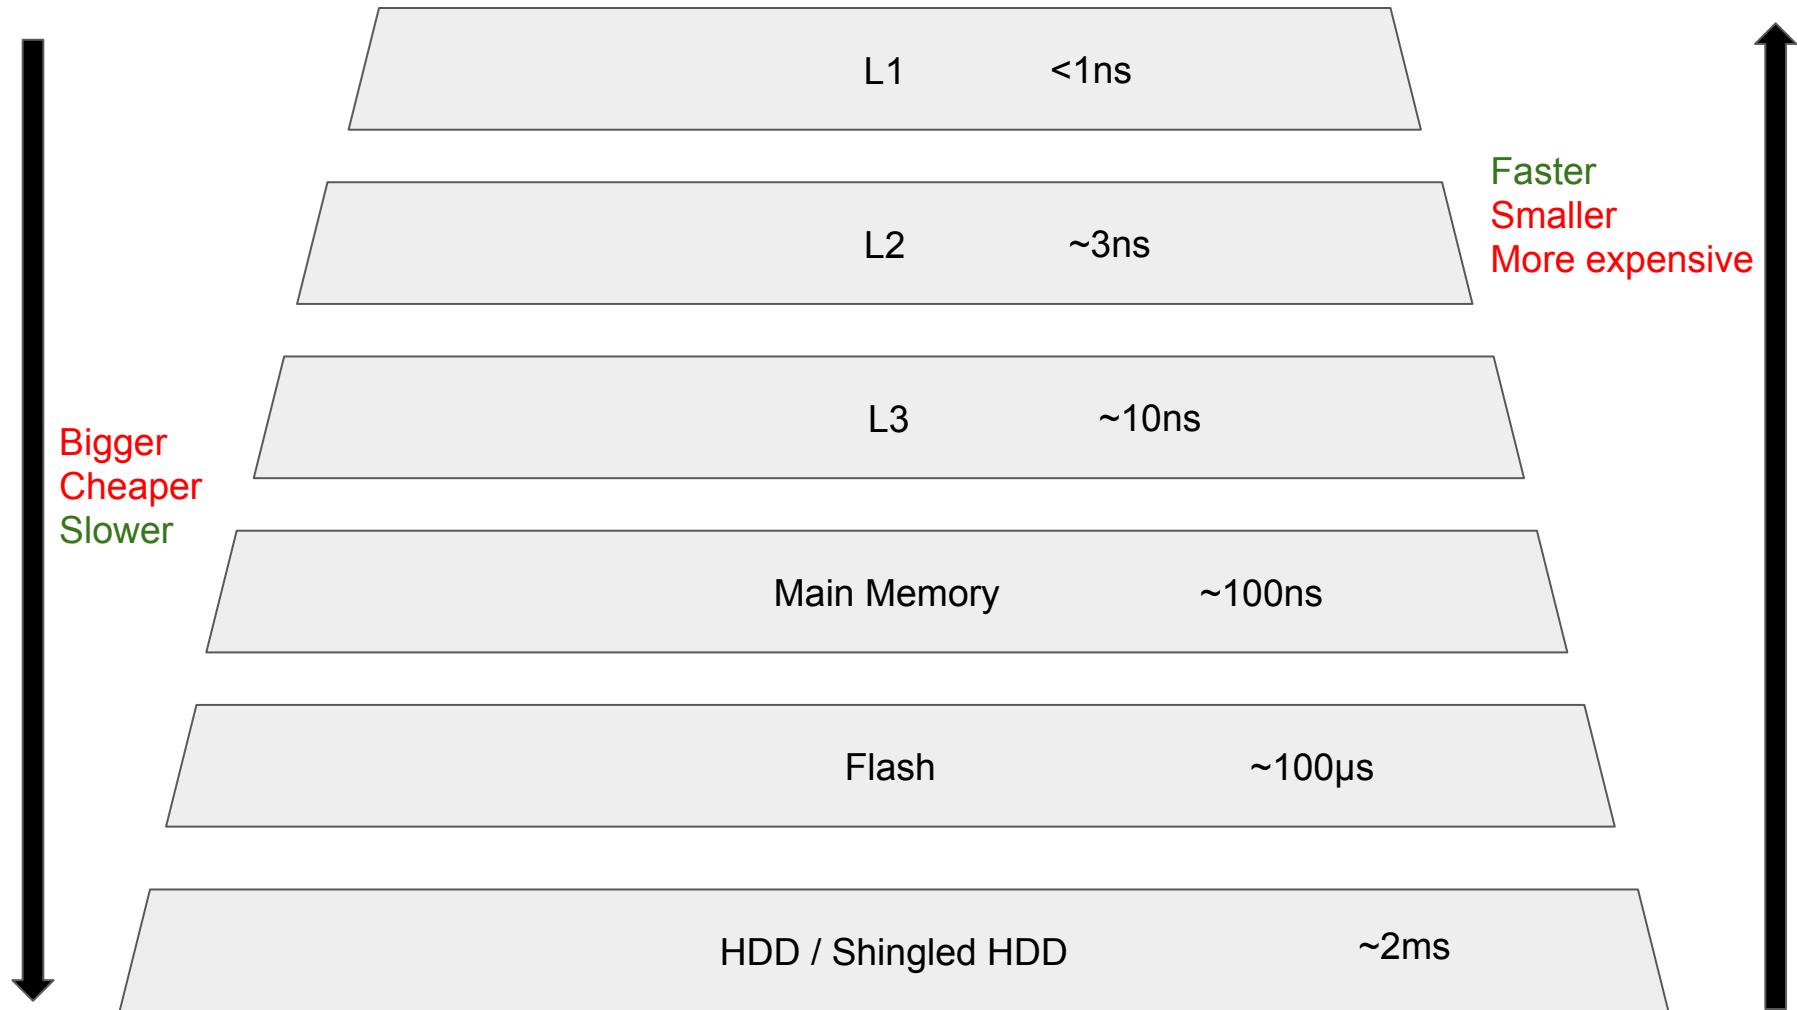 L1 <1ns
Faster
Smaller
More expensive
L2 ~3ns
L3 ~10ns
Bigger
Cheaper
Slower
Main Memory ~100ns
Flash ~100µs
HDD / Shingled HDD ~2ms